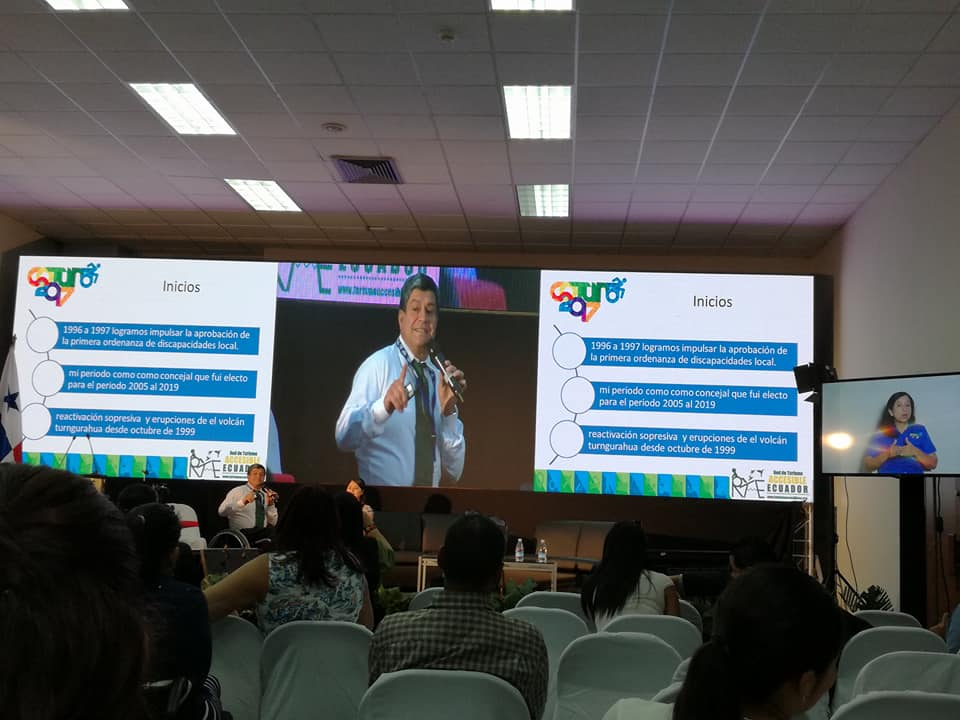 Inicios
1996 a 1997 logramos impulsar la aprobación de
la primera ordenanza de discapacidades local.
mi periodo como como concejal que fui electo
para el periodo 2005 al 2019
reactivación sopresiva y erupciones de el volcán
turngurahua desde octubre de 1999
Red de Turismo
ACCESIBLE
ECUADOR
ECUADOR
Inicios
1996 a 1997 logramos impulsar la aprobación de
la primera ordenanza de discapacidades local.
mi periodo como como concejal que fui electo
para el periodo 2005 al 2019
reactivación sopresiva y erupciones de el volcán
turngurahua desde octubre de 1999
Red de Turismo
ACCESIBLE
ECUADOR